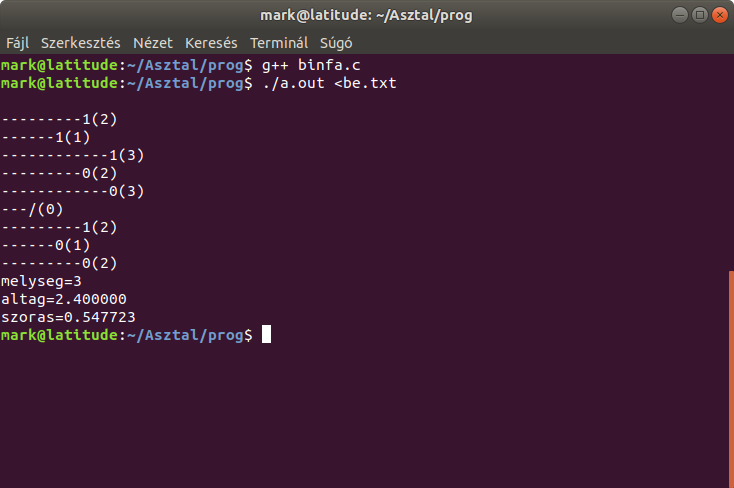 mark@latitude: ~/Asztal/prog
Fájl Szerkesztés Nézet Keresés Terminál Súgó
mark@latitude:~/Asztal/prog$ g++ binfa.c
mark@latitude:~/Asztal/prog$ ./a.out <be.txt
---------1(2)
------1(1)
------------1(3)
---------0(2)
------------0(3)
---/(0)
---------1(2)
------0(1)
---------0(2)
melyseg=3
altag=2.400000
szoras=0.547723
mark@latitude:~/Asztal/prog$